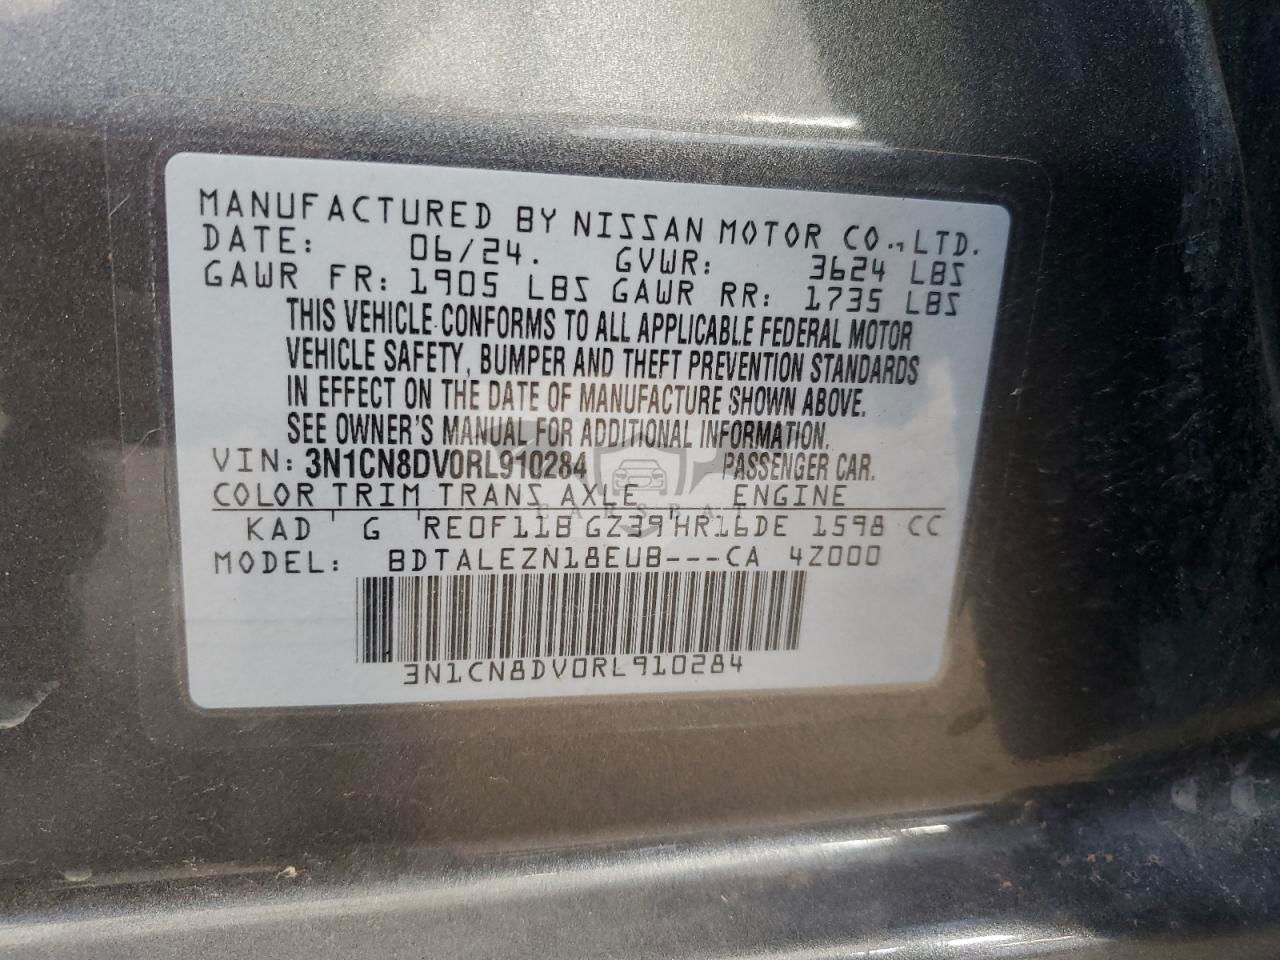 MANUFACTURED BY NISSAN MOTOR CO., LTD.
DATE: 06/24. GVWR: 3624 LBS
GAWR FR: 1905 LBS GAWR RR: 1735 LBS
THIS VEHICLE CONFORMS TO ALL APPLICABLE FEDERAL MOTOR
VEHICLE SAFETY, BUMPER AND THEFT PREVENTION STANDARDS
IN EFFECT ON THE DATE OF MANUFACTURE SHOWN ABOVE.
SEE OWNER'S MANUAL FOR ADDITIONAL INFORMATION.
VIN: 3N1CN8DV0RL910284 PASSENGER CAR.
COLOR TRIM TRANS AXLE ENGINE
KAD G RE0F11B GZ39 HR16DE 1598 CC
MODEL: BDTALEZN18EUB---CA 4Z000
3N1CN8DV0RL910284